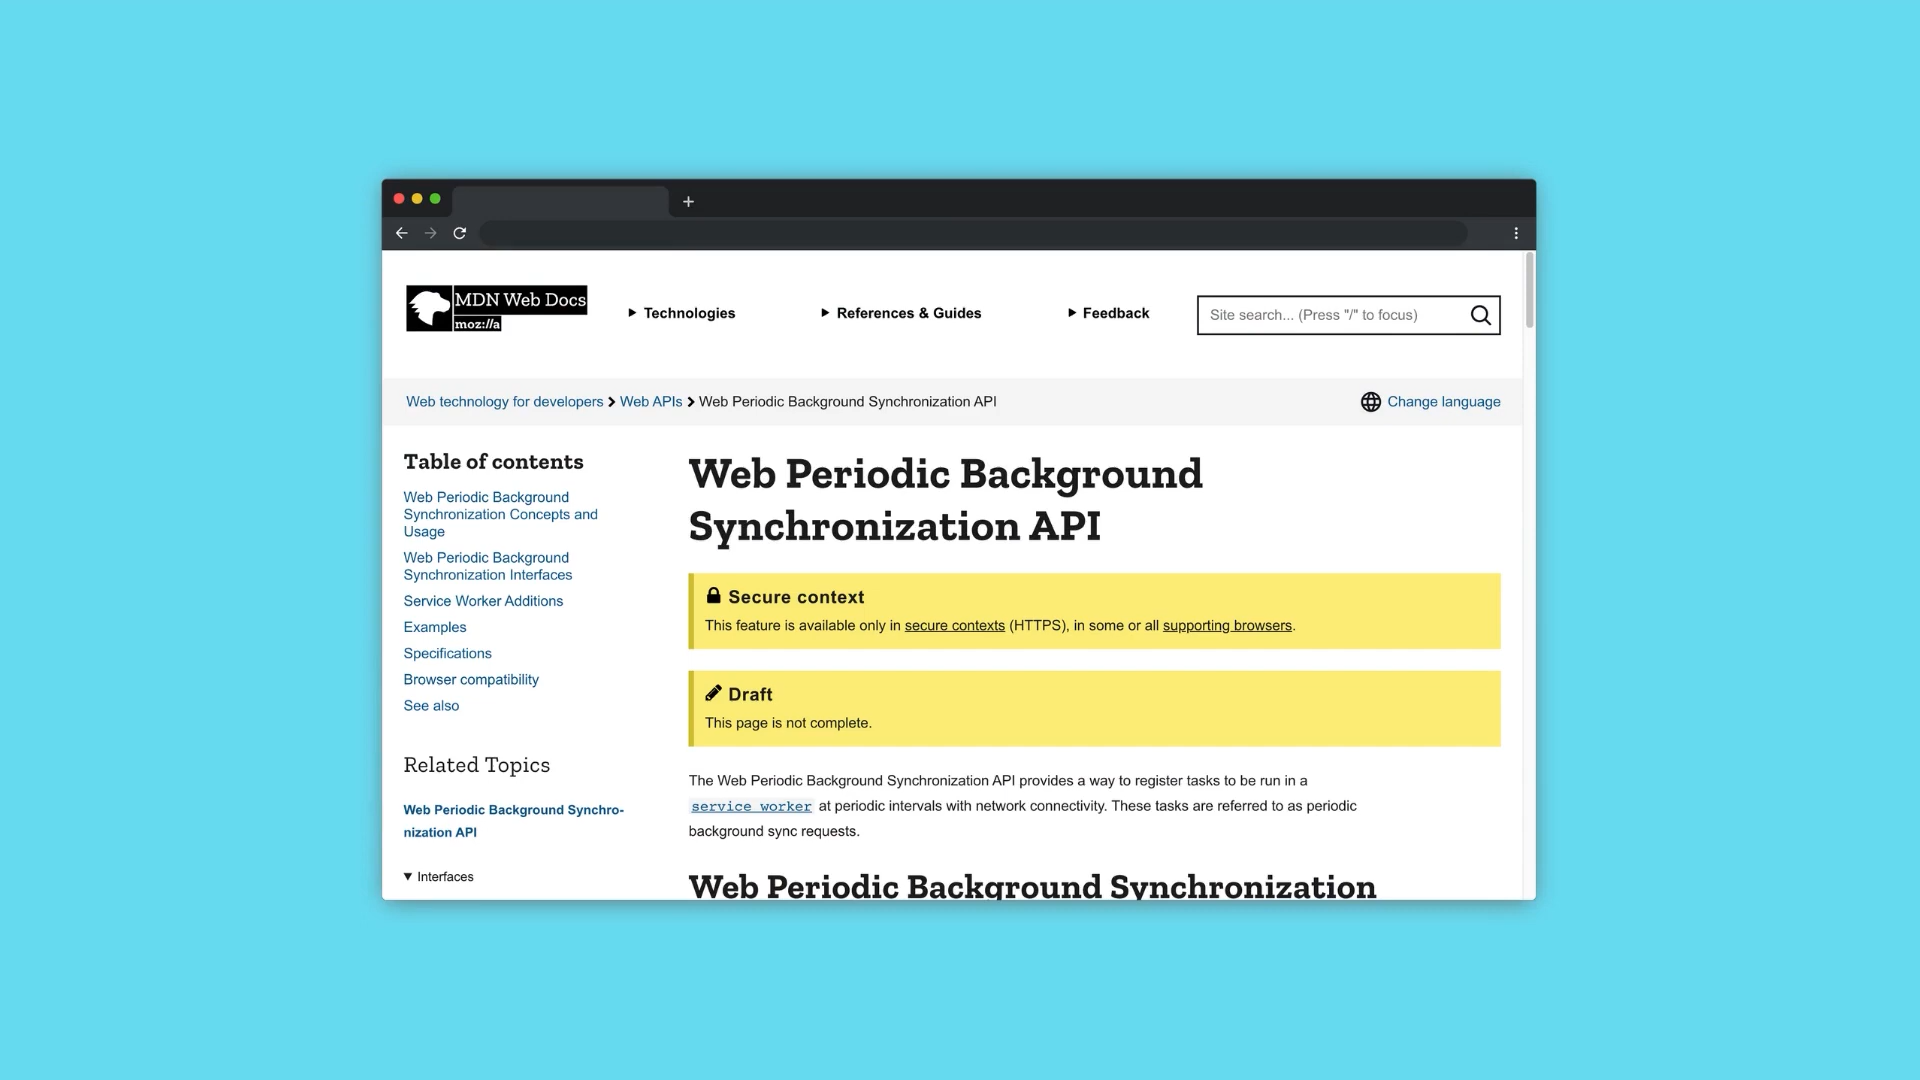 MDN Web Docs
moz://a
Technologies
References & Guides
Feedback
Site search... (Press "/" to focus)
Web technology for developers
Web APIs
Web Periodic Background Synchronization API
Change language
Table of contents
Web Periodic Background
Synchronization Concepts and
Usage
Web Periodic Background
Synchronization Interfaces
Service Worker Additions
Examples
Specifications
Browser compatibility
See also
Related Topics
Web Periodic Background Synchro-
nization API
Interfaces
Web Periodic Background
Synchronization API
Secure context
This feature is available only in secure contexts (HTTPS), in some or all supporting browsers.
Draft
This page is not complete.
The Web Periodic Background Synchronization API provides a way to register tasks to be run in a
service worker at periodic intervals with network connectivity. These tasks are referred to as periodic
background sync requests.
Web Periodic Background Synchronization